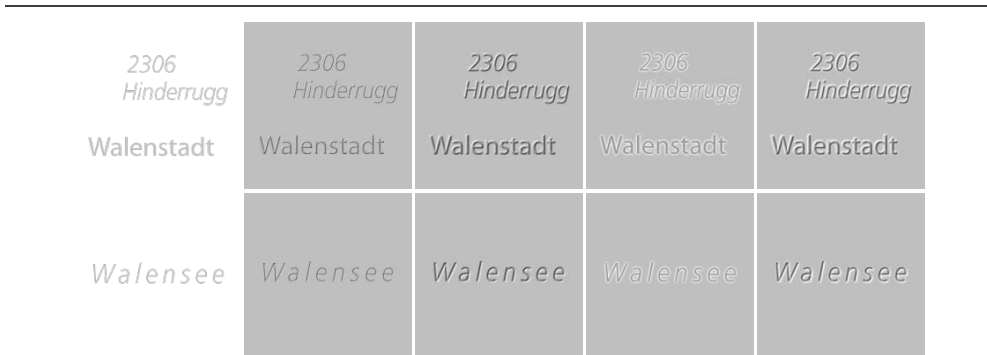 2306 2306 2306 2306 2306
Hinderrugg Hinderrugg Hinderrugg Hinderrugg Hinderrugg
Walenstadt Walenstadt Walenstadt Walenstadt Walenstadt
Walensee Walensee Walensee Walensee Walensee